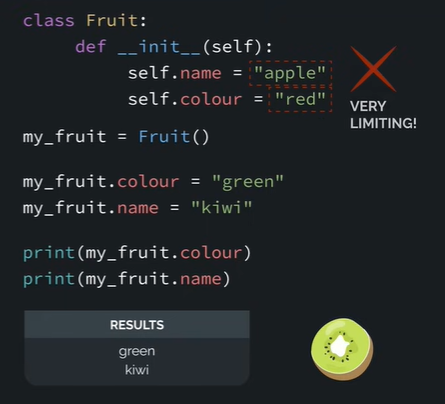 class Fruit:
def __init__(self):
self.name = "apple"
self.colour = "red"
VERY
LIMITING!
my_fruit = Fruit()
my_fruit.colour = "green"
my_fruit.name = "kiwi"
print(my_fruit.colour)
print(my_fruit.name)
RESULTS
green
kiwi